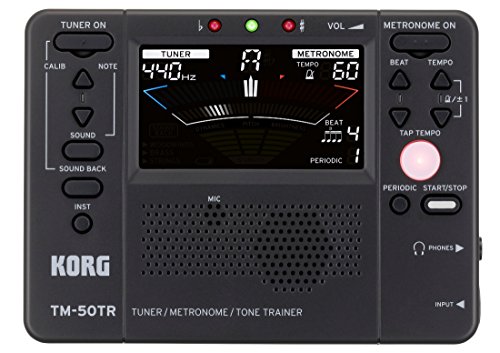 TUNER ON
♭ ♯ VOL
METRONOME ON
CALIB NOTE
TUNER
440Hz
A
METRONOME
TEMPO
60
BEAT
4
PERIODIC 1
BEAT TEMPO
/±1
TAP TEMPO
SOUND
SOUND BACK
INST
PERIODIC START/STOP
MIC
PHONES
INPUT
KORG
TM-50TR
TUNER / METRONOME / TONE TRAINER